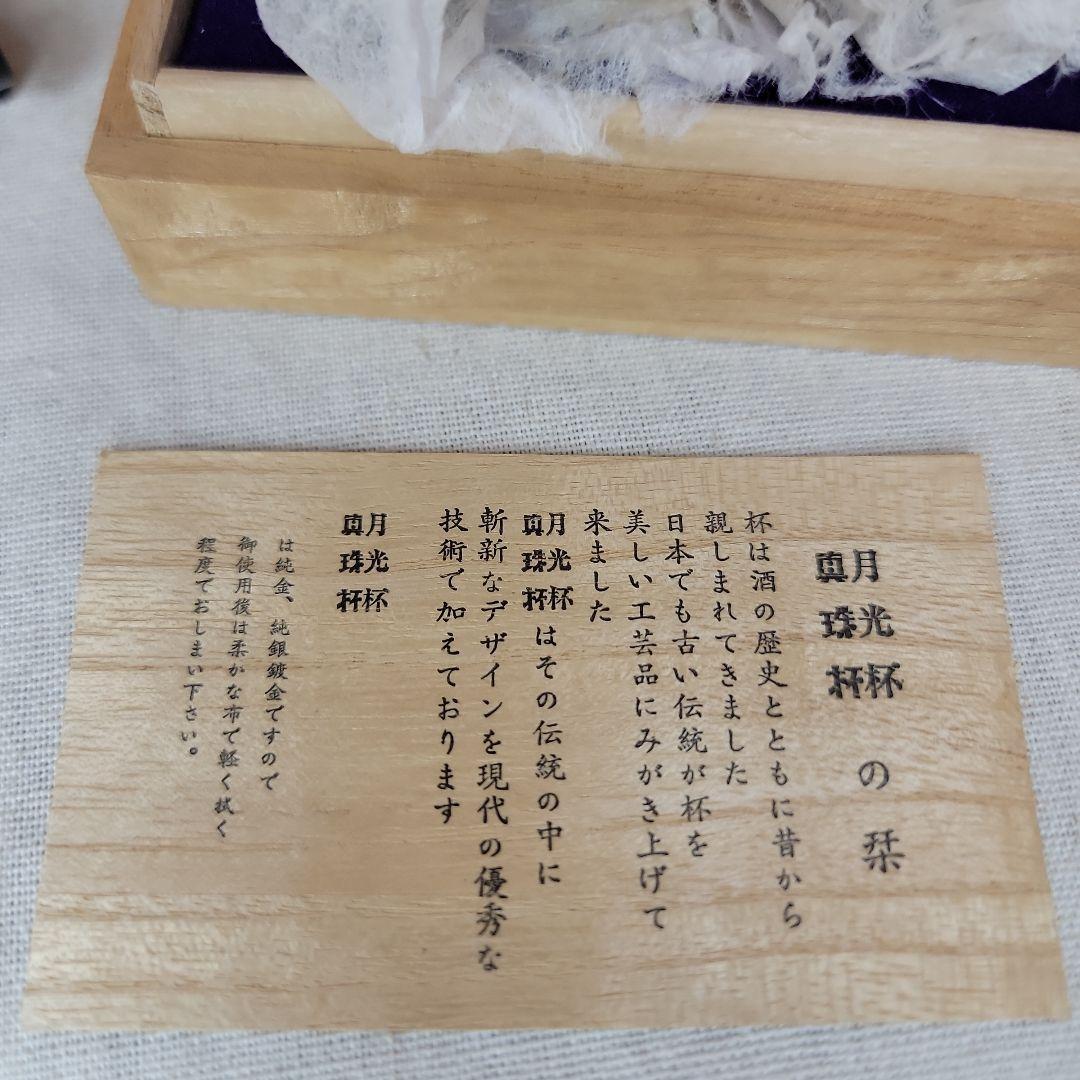 月光杯
真珠杯
の栞
杯は酒の歴史とともに昔から
親しまれてきました
日本でも古い伝統が杯を
美しい工芸品にみがき上げて
来ました
月光杯
真珠杯
はその伝統の中に
斬新なデザインを現代の優秀な
技術で加えております
月光杯
真珠杯
は純金、純銀鍍金ですので
御使用後は柔かな布で軽く拭く
程度でおしまい下さい。